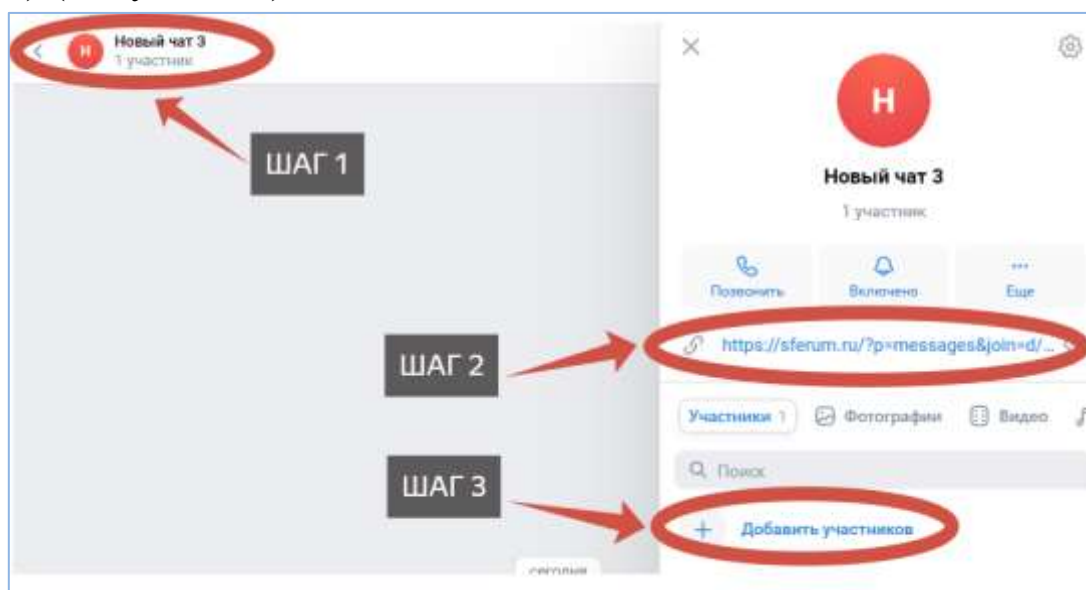 Новый чат 3
1 участник
ШАГ 1
ШАГ 2
ШАГ 3
сегодня
Н
Н
Новый чат 3
1 участник
Позвонить
Включено
Еще
https://sferum.ru/?p=messages&join=d/...
Участники 1
Фотографии
Видео
Поиск
+ Добавить участников